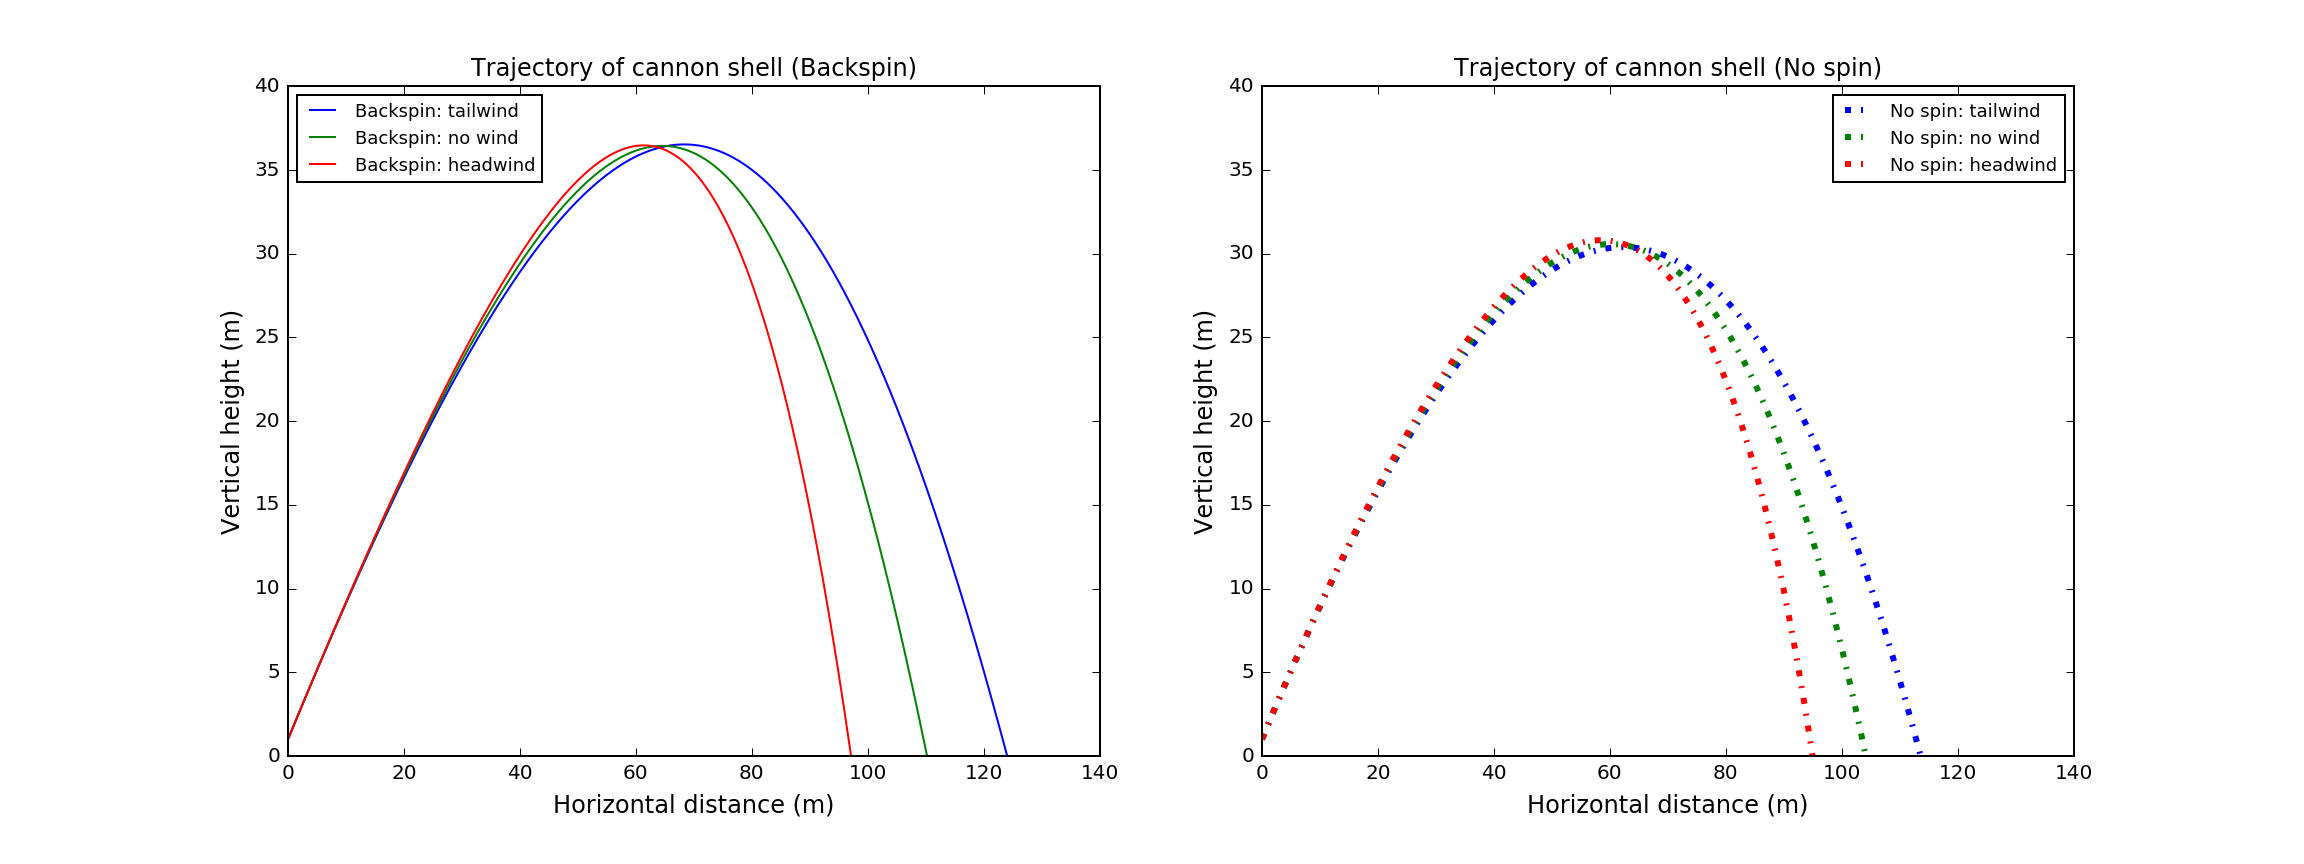 Trajectory of cannon shell (Backspin)
Backspin: tailwind
Backspin: no wind
Backspin: headwind
Vertical height (m)
40
35
30
25
20
15
10
5
0
0 20 40 60 80 100 120 140
Horizontal distance (m)
Trajectory of cannon shell (No spin)
No spin: tailwind
No spin: no wind
No spin: headwind
Vertical height (m)
40
35
30
25
20
15
10
5
0
0 20 40 60 80 100 120 140
Horizontal distance (m)